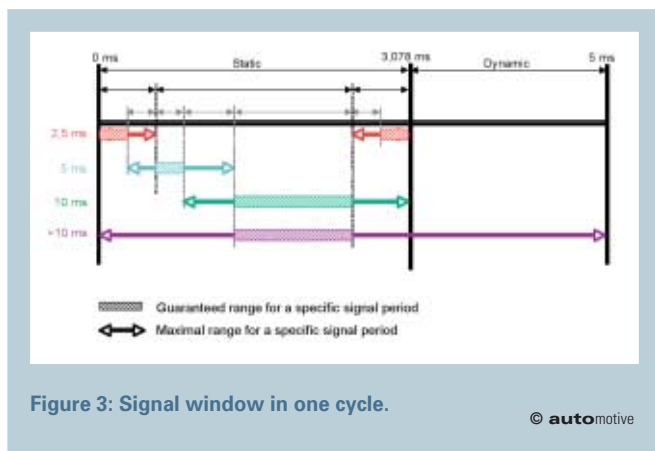 0 ms
Static
3,078 ms
Dynamic
5 ms
2,5 ms
5 ms
10 ms
>10 ms
Guaranteed range for a specific signal period
Maximal range for a specific signal period
Figure 3: Signal window in one cycle.
© automotive